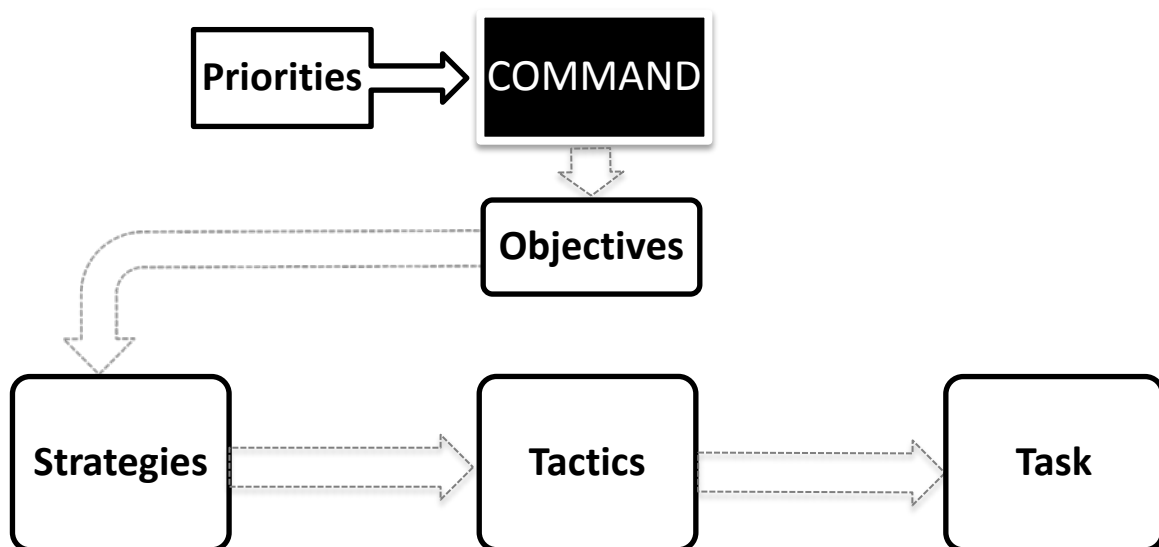 Priorities
COMMAND
Objectives
Strategies
Tactics
Task